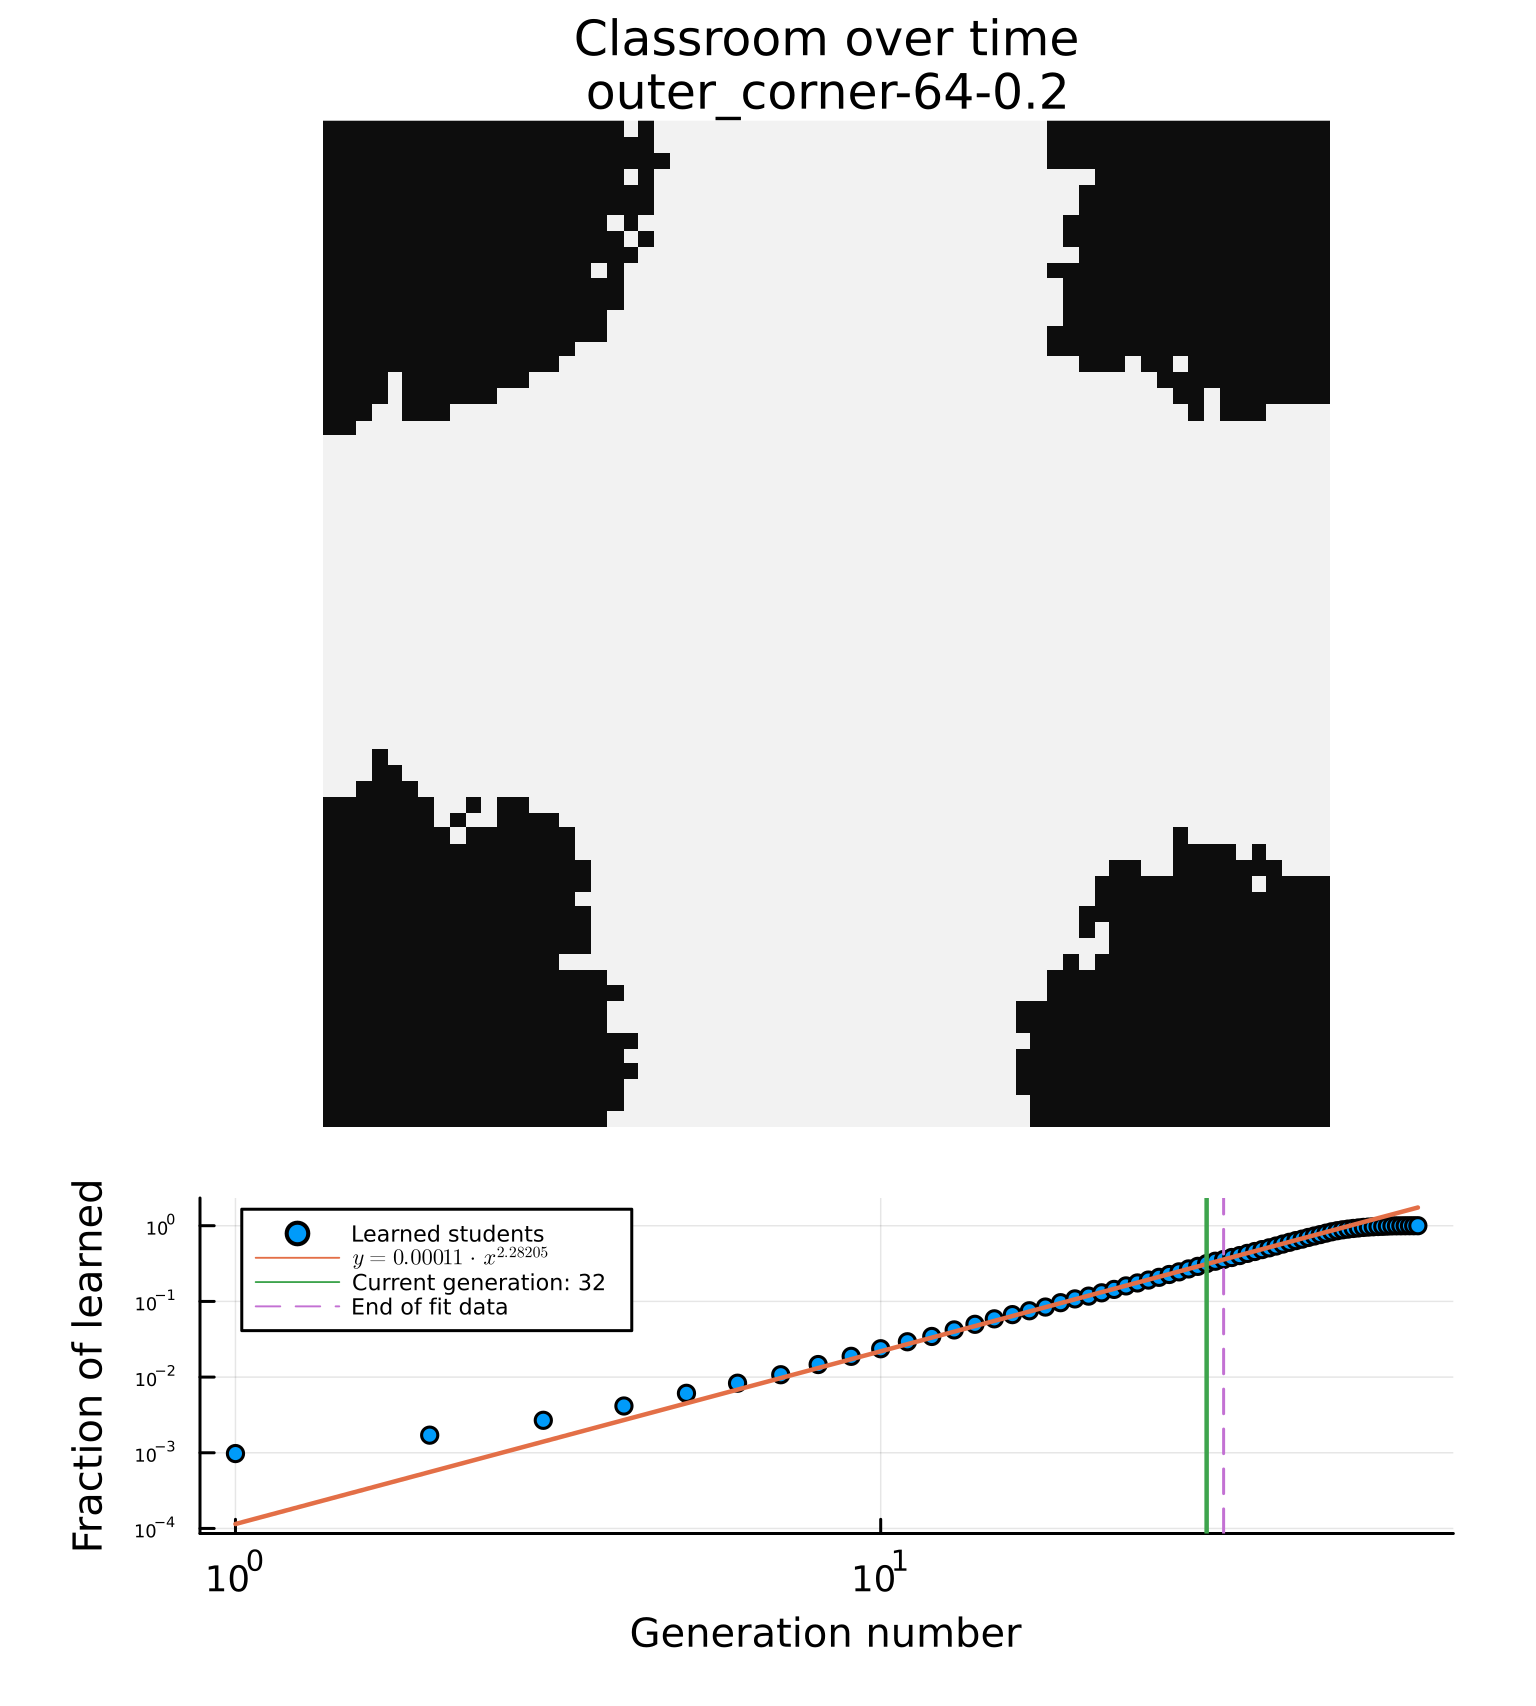 Classroom over time
outer_corner-64-0.2
Fraction of learned
10^0
10^-1
10^-2
10^-3
10^-4
Learned students
y = 0.00011 · x^2.28205
Current generation: 32
End of fit data
10^0
10^1
Generation number